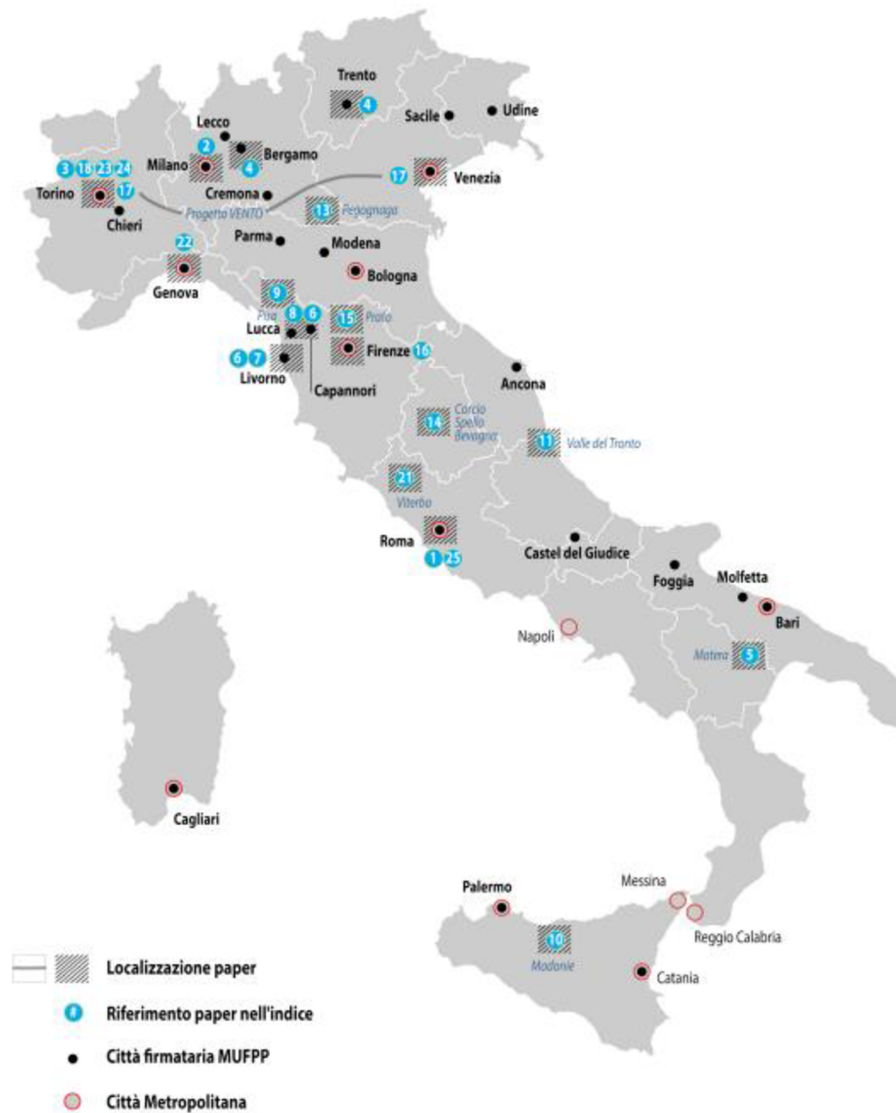 Trento
4
Sacile
Udine
Lecco
2
Bergamo
Milano
4
3 18 23 24
17
Venezia
Torino
17
Cremona
Chieri
Progetto VENTO
13
Pegognaga
22
Parma
Modena
Genova
Bologna
9
Pisa
8 6
15
Prato
Lucca
Firenze
16
6 7
Livorno
Capannori
Ancona
14
Corcio
Spello
Bevagna
11
Valle del Tronto
21
Viterbo
Roma
1 25
Castel del Giudice
Foggia
Molfetta
Bari
Napoli
Matera
5
Cagliari
Messina
Palermo
Reggio Calabria
10
Madonie
Catania
Localizzazione paper
# Riferimento paper nell'indice
Città firmataria MUFPP
Città Metropolitana